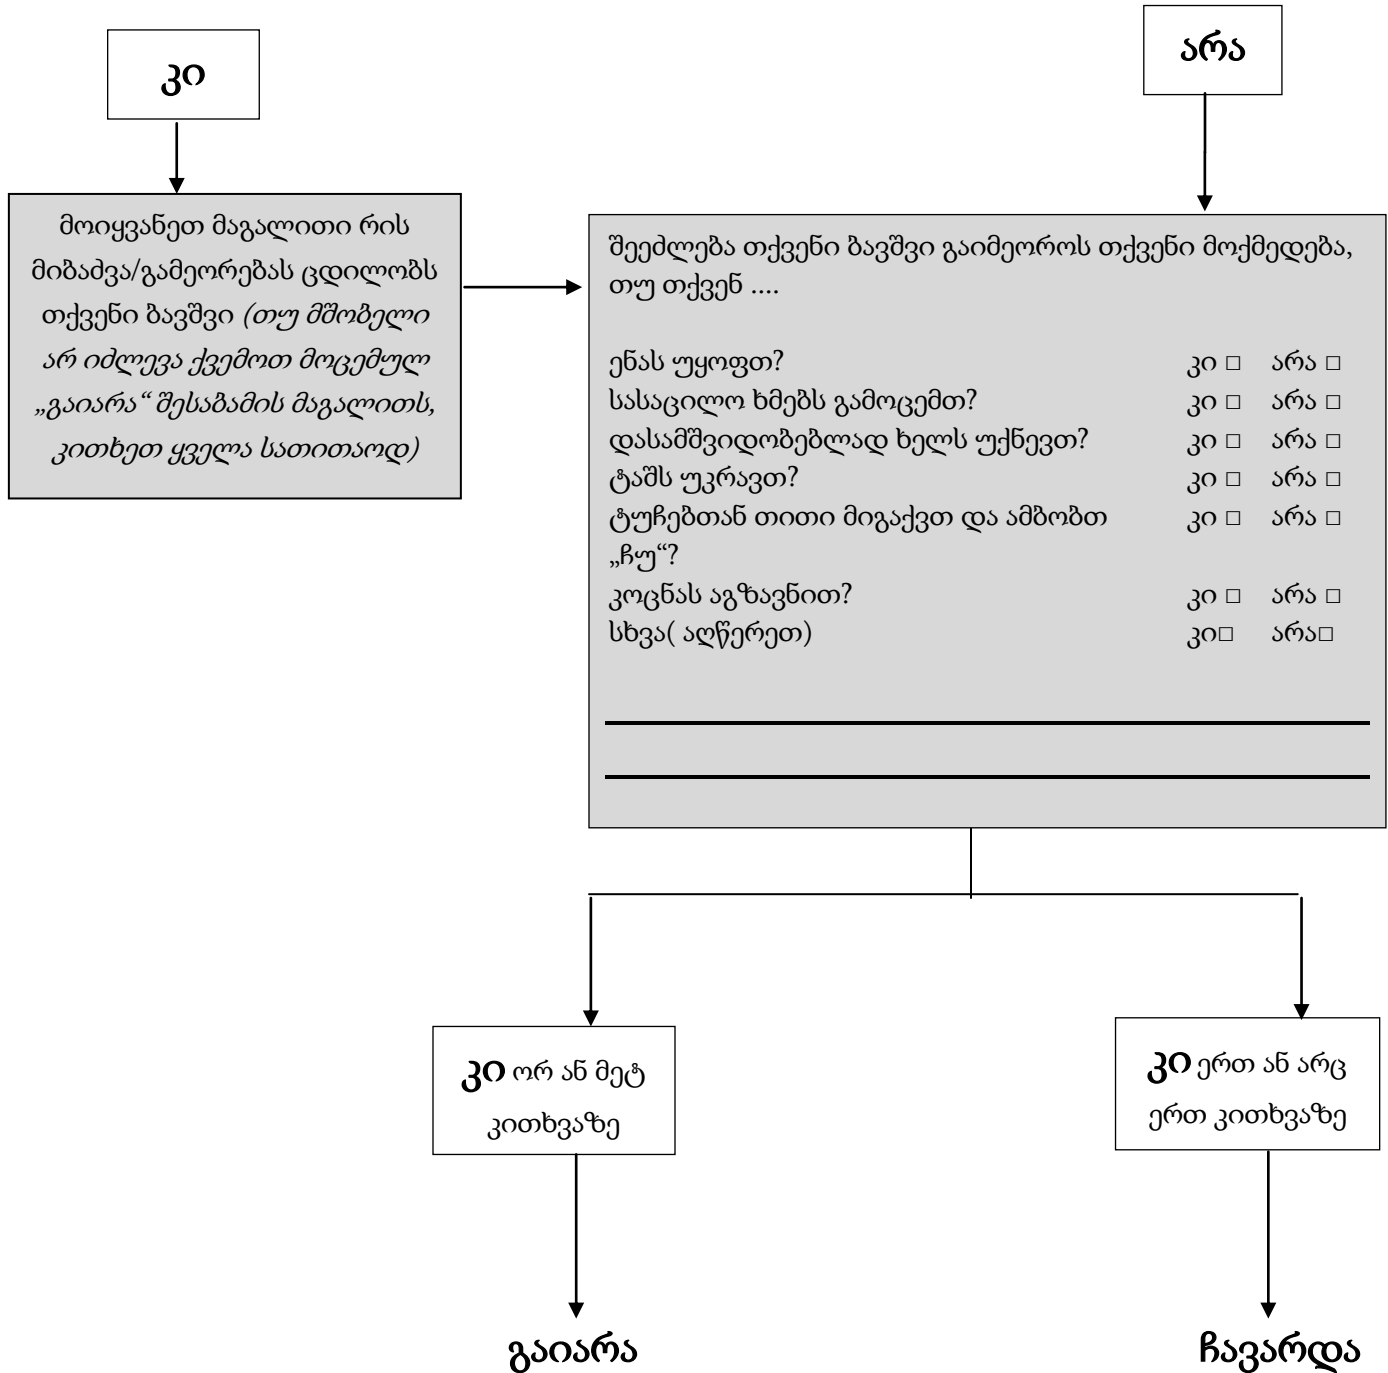 კი
არა
მოიყვანეთ მაგალითი რის
მიბაძვა/გამეორებას ცდილობს
თქვენი ბავშვი (თუ მშობელი
არ იძლევა ქვემოთ მოცემულ
„გაიარა“ შესაბამის მაგალითს,
კითხეთ ყველა სათითაოდ)
შეეძლება თქვენი ბავშვი გაიმეოროს თქვენი მოქმედება,
თუ თქვენ ....
ენას უყოფთ? კი □ არა □
სასაცილო ხმებს გამოცემთ? კი □ არა □
დასამშვიდობებლად ხელს უქნევთ? კი □ არა □
ტაშს უკრავთ? კი □ არა □
ტუჩებთან თითი მიგაქვთ და ამბობთ კი □ არა □
„ჩუ“?
კოცნას აგზავნით? კი □ არა □
სხვა( აღწერეთ) კი□ არა□
კი ორ ან მეტ
კითხვაზე
კი ერთ ან არც
ერთ კითხვაზე
გაიარა
ჩავარდა